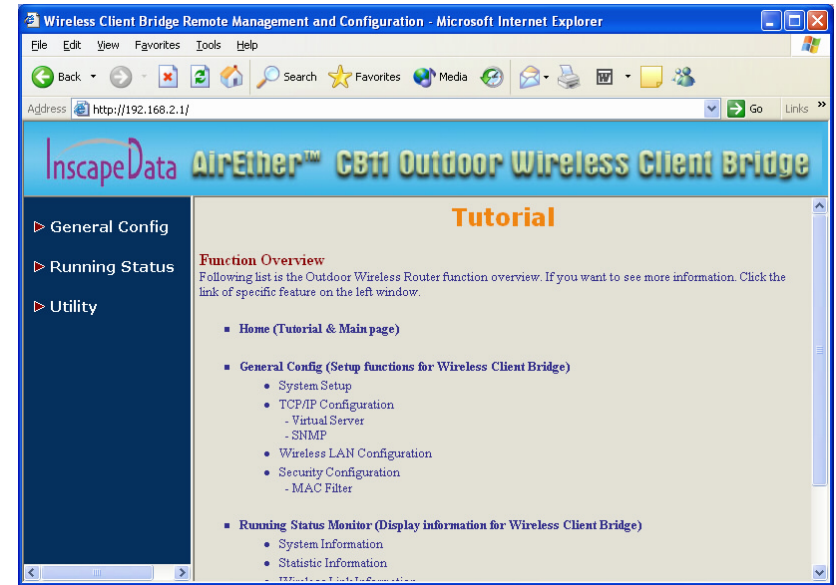 Wireless Client Bridge Remote Management and Configuration - Microsoft Internet Explorer
File Edit View Favorites Tools Help
Back Search Favorites Media
Address http://192.168.2.1/ Go Links »
InscapeData AirEther™ CB11 Outdoor Wireless Client Bridge
General Config
Running Status
Utility
Tutorial
Function Overview
Following list is the Outdoor Wireless Router function overview. If you want to see more information. Click the
link of specific feature on the left window.
Home (Tutorial & Main page)
General Config (Setup functions for Wireless Client Bridge)
System Setup
TCP/IP Configuration
- Virtual Server
- SNMP
Wireless LAN Configuration
Security Configuration
- MAC Filter
Running Status Monitor (Display information for Wireless Client Bridge)
System Information
Statistic Information
Wireless Link Information